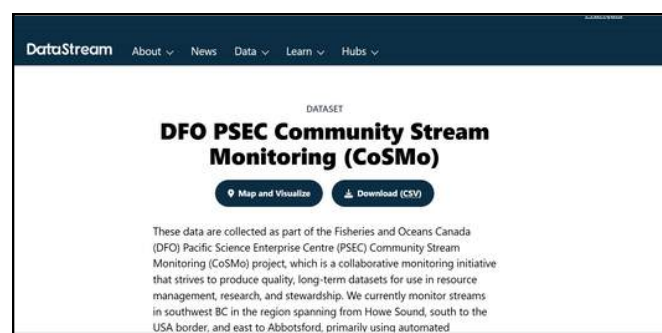 DataStream About News Data Learn Hubs
DATASET
DFO PSEC Community Stream
Monitoring (CoSMo)
Map and Visualize Download (CSV)
These data are collected as part of the Fisheries and Oceans Canada
(DFO) Pacific Science Enterprise Centre (PSEC) Community Stream
Monitoring (CoSMo) project, which is a collaborative monitoring initiative
that strives to produce quality, long-term datasets for use in resource
management, research, and stewardship. We currently monitor streams
in southwest BC in the region spanning from Howe Sound, south to the
USA border, and east to Abbotsford, primarily using automated